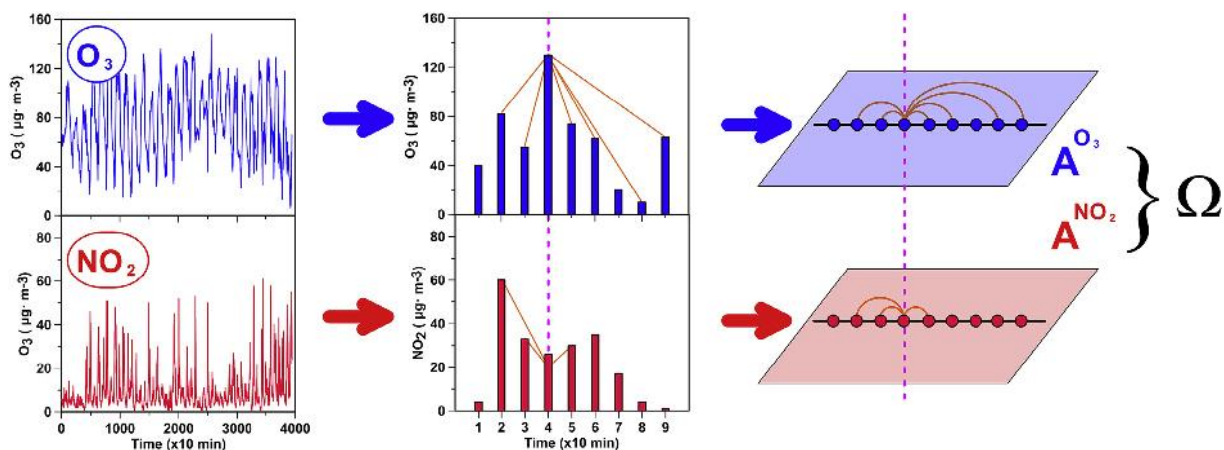 160
120
80
40
0
O₃ ( µg· m-3)
O₃
80
60
40
20
0
O₃ ( µg· m-3)
NO₂
0 1000 2000 3000 4000
Time (x10 min)
160
120
80
40
0
O₃ ( µg· m-3)
80
60
40
20
0
NO₂ ( µg· m-3)
1 2 3 4 5 6 7 8 9
Time (x10 min)
A^O₃
A^NO₂
} Ω